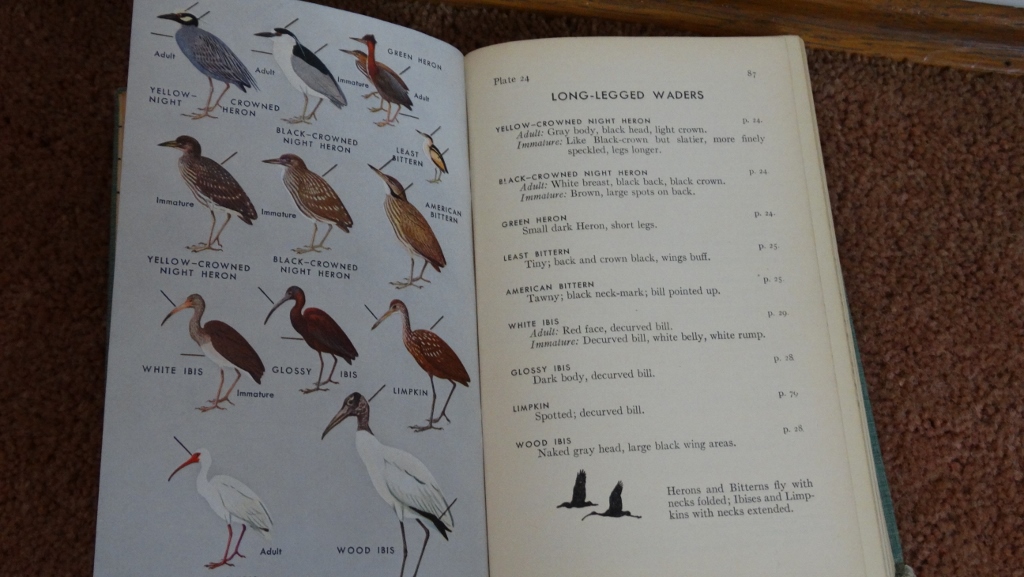 Adult
YELLOW–CROWNED
NIGHT HERON
Adult
BLACK–CROWNED
NIGHT HERON
Immature
GREEN HERON
Adult
LEAST
BITTERN
Immature
YELLOW–CROWNED
NIGHT HERON
Immature
BLACK–CROWNED
NIGHT HERON
AMERICAN
BITTERN
WHITE IBIS
Immature
GLOSSY IBIS
LIMPKIN
Adult
WOOD IBIS
Plate 24 87
LONG-LEGGED WADERS
YELLOW-CROWNED NIGHT HERON p. 24.
Adult: Gray body, black head, light crown.
Immature: Like Black-crown but slatier, more finely
speckled, legs longer.
BLACK-CROWNED NIGHT HERON p. 24.
Adult: White breast, black back, black crown.
Immature: Brown, large spots on back.
GREEN HERON p. 24.
Small dark Heron, short legs.
LEAST BITTERN p. 25.
Tiny; back and crown black, wings buff.
AMERICAN BITTERN p. 25.
Tawny; black neck-mark; bill pointed up.
WHITE IBIS p. 29.
Adult: Red face, decurved bill.
Immature: Decurved bill, white belly, white rump.
GLOSSY IBIS p. 28.
Dark body, decurved bill.
LIMPKIN p. 70.
Spotted; decurved bill.
WOOD IBIS p. 28.
Naked gray head, large black wing areas.
Herons and Bitterns fly with
necks folded; Ibises and Limp-
kins with necks extended.